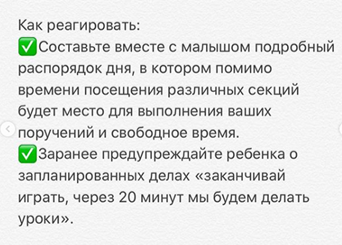 Как реагировать:
✅Составьте вместе с малышом подробный
распорядок дня, в котором помимо
времени посещения различных секций
будет место для выполнения ваших
поручений и свободное время.
✅Заранее предупреждайте ребенка о
запланированных делах «заканчивай
играть, через 20 минут мы будем делать
уроки».